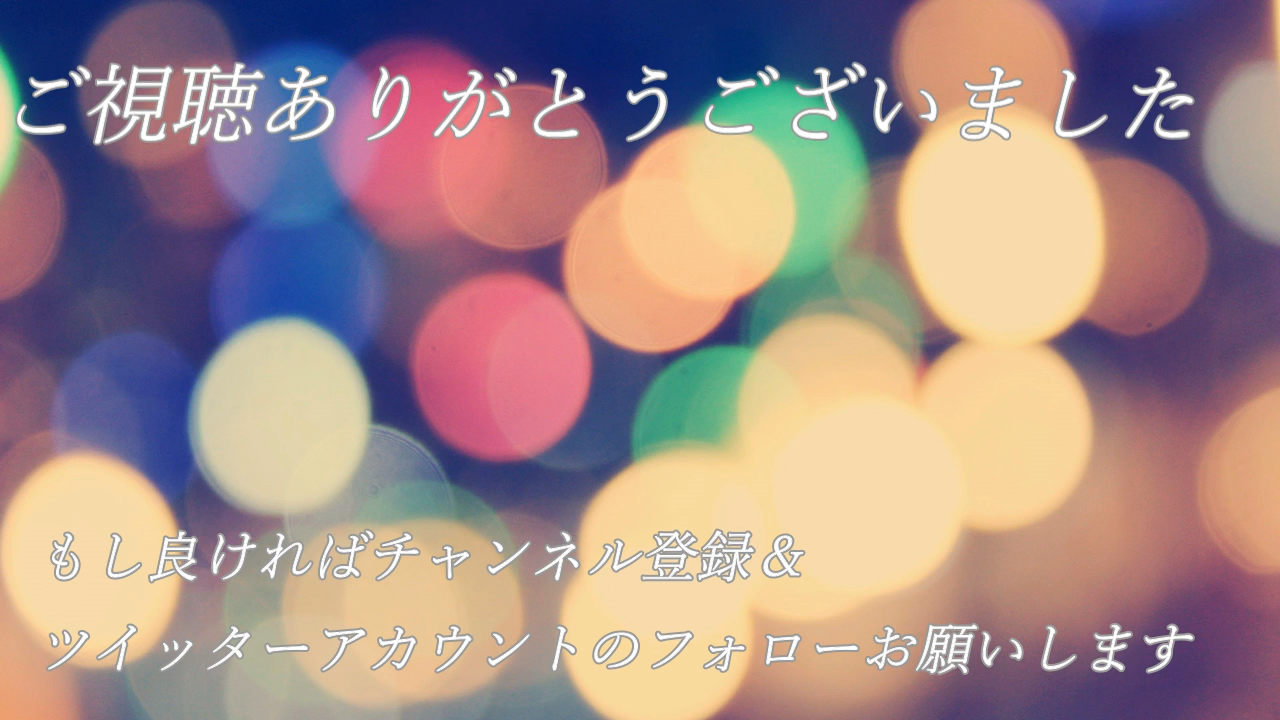 ご視聴ありがとうございました
もし良ければチャンネル登録＆
ツイッターアカウントのフォローお願いします